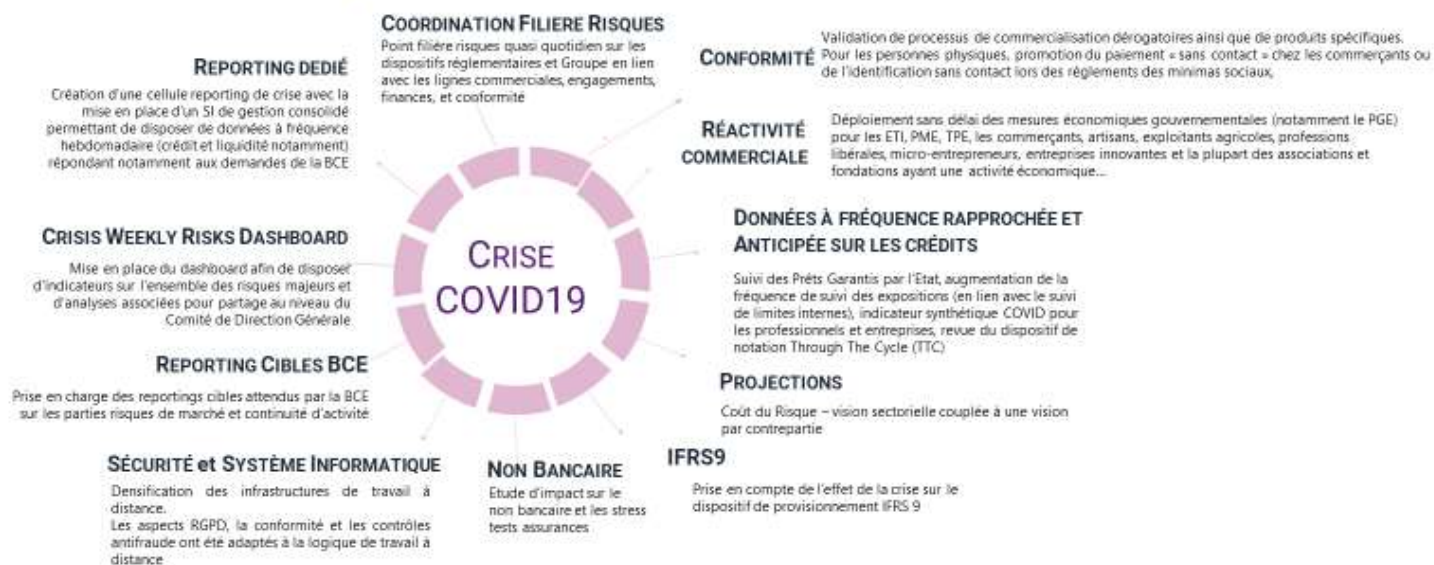 COORDINATION FILIERE RISQUES
Point filière risques quasi quotidien sur les
dispositifs réglementaires et Groupe en lien
avec les lignes commerciales, engagements,
finances, et conformité
CONFORMITÉ
Validation de processus de commercialisation dérogatoires ainsi que de produits spécifiques.
Pour les personnes physiques, promotion du paiement « sans contact » chez les commerçants ou
de l'identification sans contact lors des règlements des minimas sociaux,
REPORTING DEDIÉ
Création d'une cellule reporting de crise avec la
mise en place d'un SI de gestion consolidé
permettant de disposer de données à fréquence
hebdomadaire (crédit et liquidité notamment)
répondant notamment aux demandes de la BCE
RÉACTIVITÉ
COMMERCIALE
Déploiement sans délai des mesures économiques gouvernementales (notamment le PGE)
pour les ETI, PME, TPE, les commerçants, artisans, exploitants agricoles, professions
libérales, micro-entrepreneurs, entreprises innovantes et la plupart des associations et
fondations ayant une activité économique...
DONNÉES À FRÉQUENCE RAPPROCHÉE ET
ANTICIPÉE SUR LES CRÉDITS
Suivi des Prêts Garantis par l'Etat, augmentation de la
fréquence de suivi des expositions (en lien avec le suivi
de limites internes), indicateur synthétique COVID pour
les professionnels et entreprises, revue du dispositif de
notation Through The Cycle (TTC)
CRISIS WEEKLY RISKS DASHBOARD
Mise en place du dashboard afin de disposer
d'indicateurs sur l'ensemble des risques majeurs et
d'analyses associées pour partage au niveau du
Comité de Direction Générale
CRISE
COVID19
REPORTING CIBLES BCE
Prise en charge des reportings cibles attendus par la BCE
sur les parties risques de marché et continuité d'activité
PROJECTIONS
Coût du Risque – vision sectorielle couplée à une vision
par contrepartie
SÉCURITÉ et SYSTÈME INFORMATIQUE
Densification des infrastructures de travail à
distance.
Les aspects RGPD, la conformité et les contrôles
antifraude ont été adaptés à la logique de travail à
distance
NON BANCAIRE
Etude d'impact sur le
non bancaire et les stress
tests assurances
IFRS9
Prise en compte de l'effet de la crise sur le
dispositif de provisionnement IFRS 9